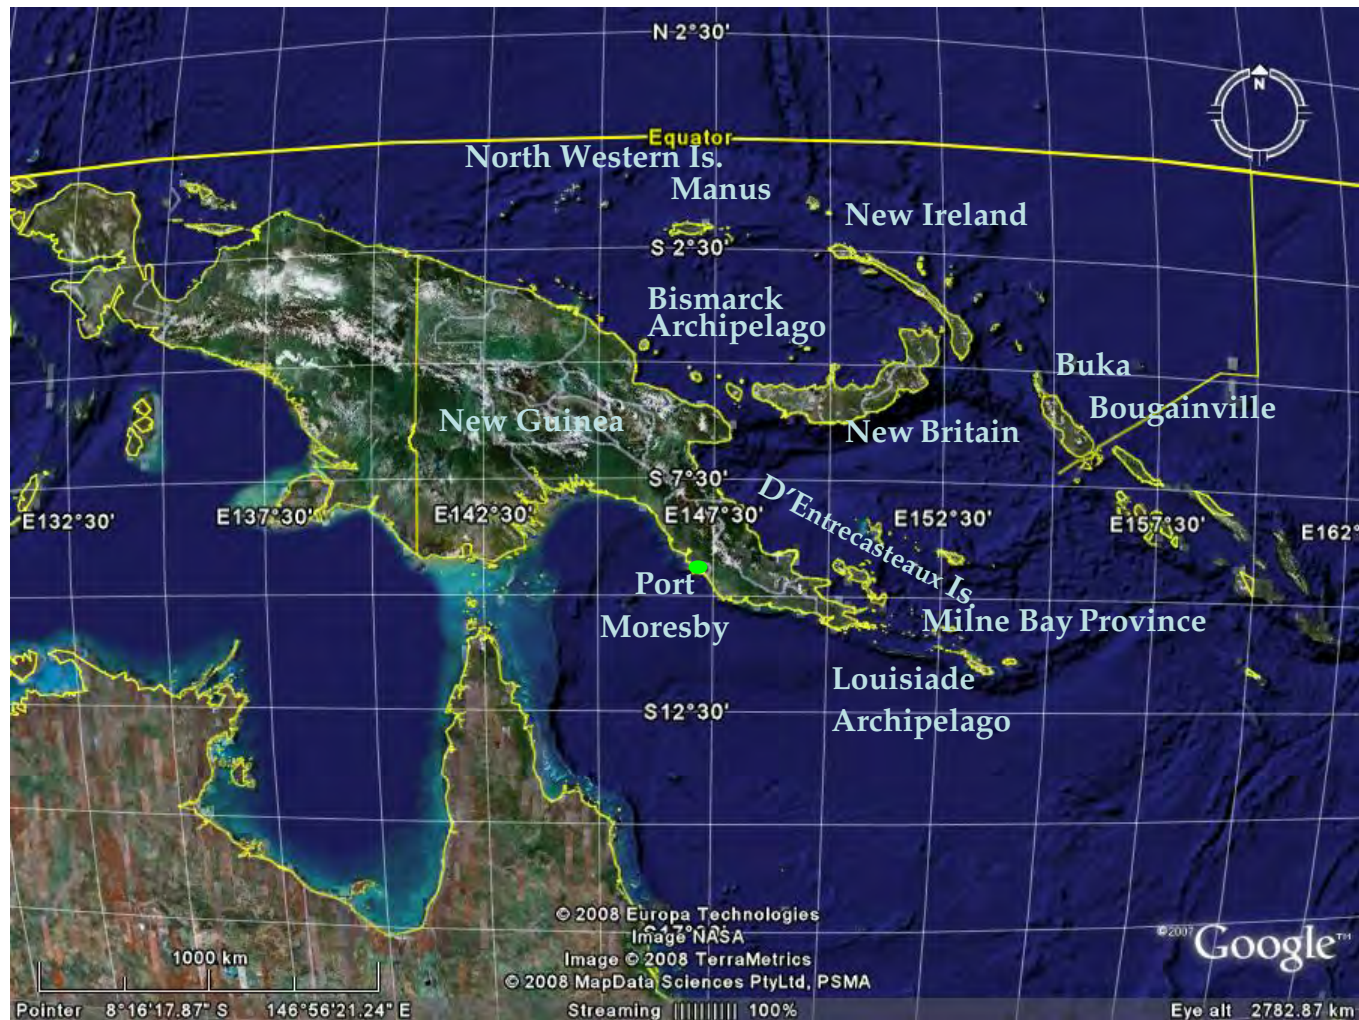 N 2°30'
N
Equator
North Western Is.
Manus
New Ireland
S 2°30'
Bismarck
Archipelago
Buka
Bougainville
New Guinea
New Britain
S 7°30'
D'Entrecasteaux Is.
E132°30'
E137°30'
E142°30'
E147°30'
E152°30'
E157°30'
E162°
Port
Moresby
Milne Bay Province
Louisiade
Archipelago
S12°30'
© 2008 Europa Technologies
Image NASA
Image © 2008 TerraMetrics
© 2008 MapData Sciences PtyLtd, PSMA
©2007 Google™
1000 km
Pointer 8°16'17.87" S 146°56'21.24" E
Streaming |||||||||| 100%
Eye alt 2782.87 km